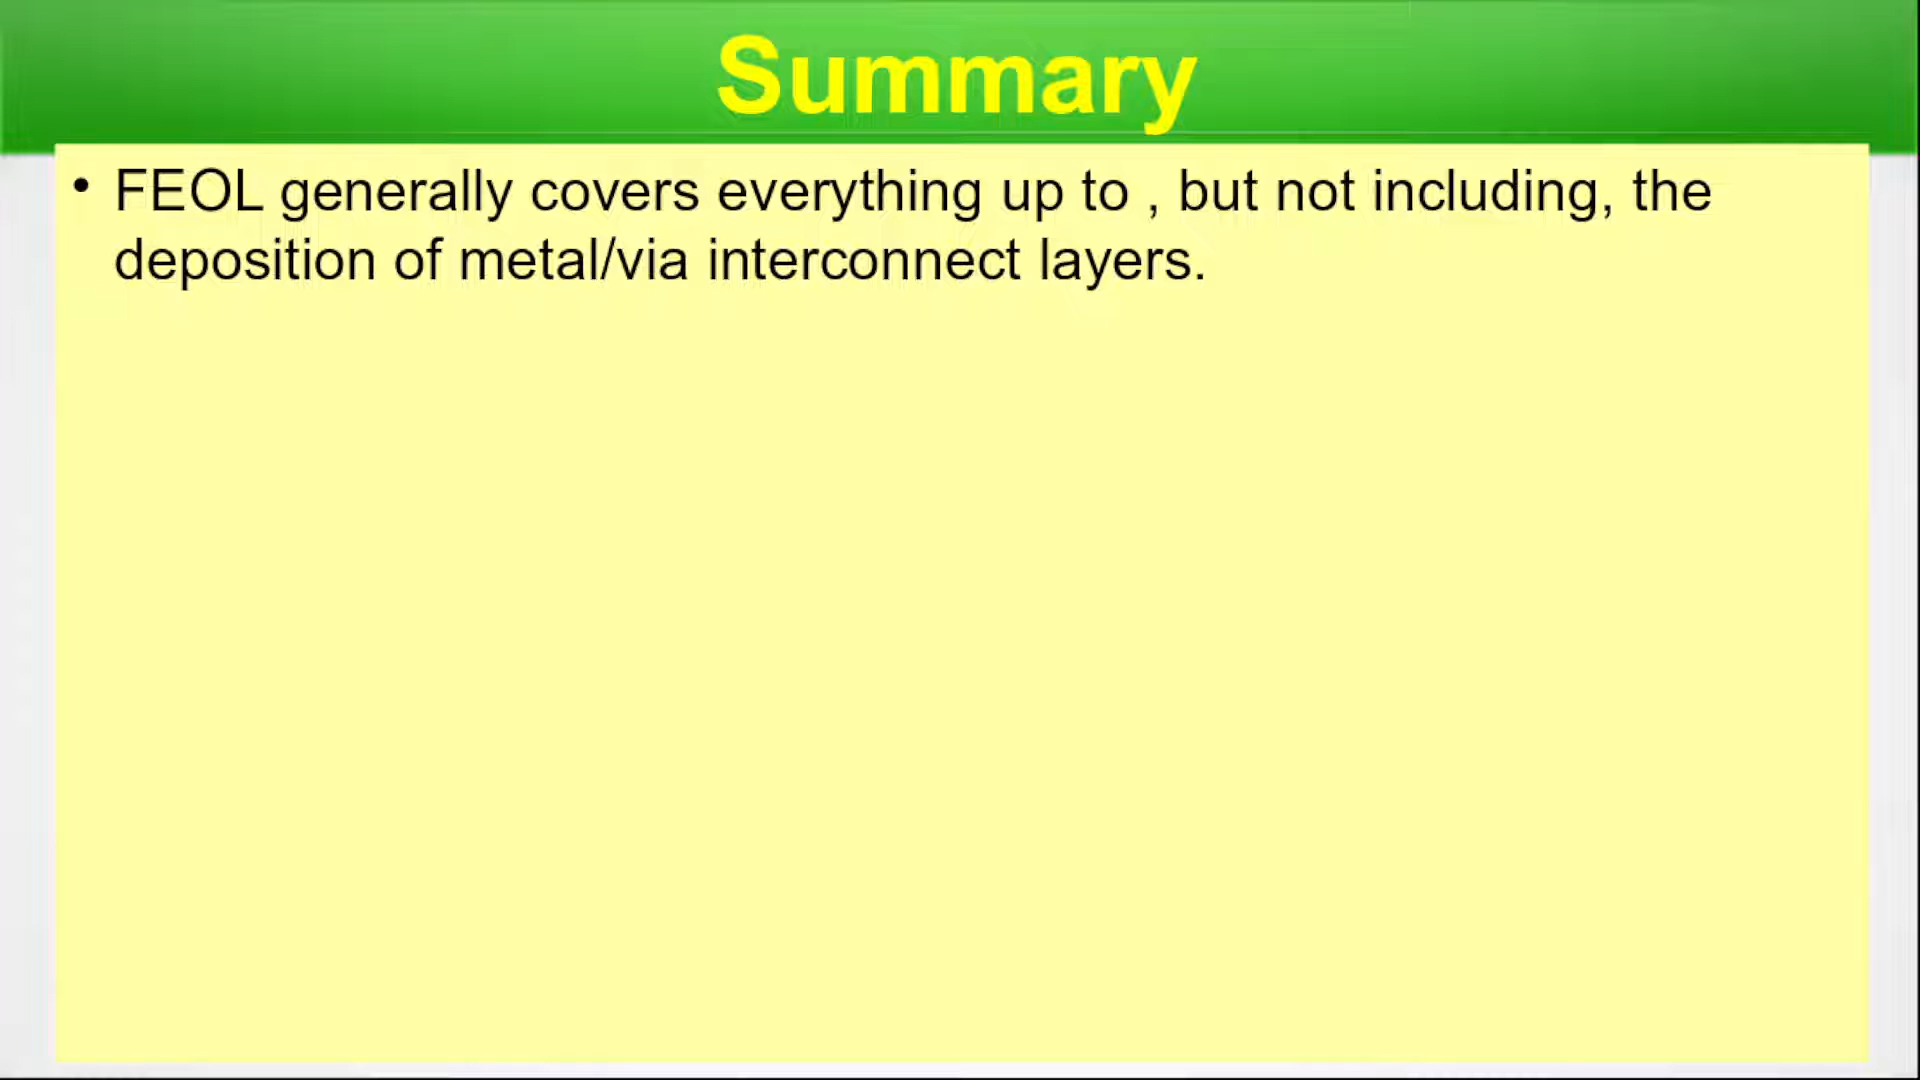 Summary
• FEOL generally covers everything up to , but not including, the
deposition of metal/via interconnect layers.